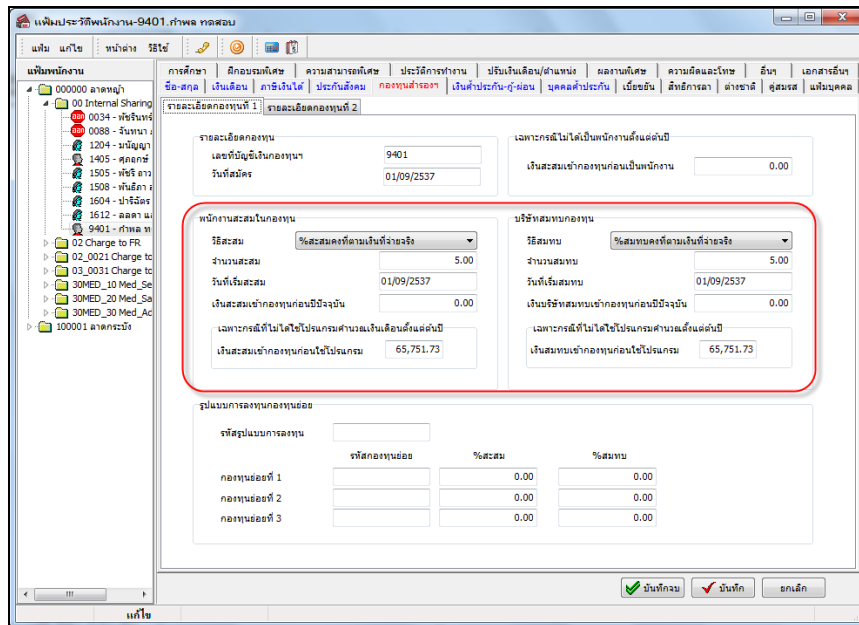 แฟ้มประวัติพนักงาน-9401.กำพล ทดสอบ
แฟ้ม แก้ไข หน้าต่าง วิธีใช้
แฟ้มพนักงาน
000000 ลาดหญ้า
00 Internal Sharing
0034 - พัชรินทร์
0088 - จันทนา
1204 - มนัญญา
1405 - ศุภฤกษ์
1505 - พัชรี ถาว
1508 - พันธิภา
1604 - ปาริฉัตร
1612 - ลลดา แ
9401 - กำพล ท
02 Charge to FR
02_0021 Charge to
03_0031 Charge to
30MED_10 Med_Se
30MED_20 Med_Sa
30MED_30 Med_Ac
100001 ลาดกระบัง
การศึกษา ฝึกอบรมพิเศษ ความสามารถพิเศษ ประวัติการทำงาน ปรับเงินเดือน/ตำแหน่ง ผลงานพิเศษ ความผิดและโทษ อื่นๆ เอกสารอื่นๆ
ชื่อ-สกุล เงินเดือน ภาษีเงินได้ ประกันสังคม กองทุนสำรองฯ เงินค้ำประกัน-กู้-ผ่อน บุคคลค้ำประกัน เบี้ยขยัน สิทธิการลา ต่างชาติ คู่สมรส แฟ้มบุคคล
รายละเอียดกองทุนที่ 1 รายละเอียดกองทุนที่ 2
รายละเอียดกองทุน
เลขที่บัญชีเงินกองทุนฯ 9401
วันที่สมัคร 01/09/2537
เฉพาะกรณีไม่ได้เป็นพนักงานตั้งแต่ต้นปี
เงินสะสมเข้ากองทุนก่อนเป็นพนักงาน 0.00
พนักงานสะสมในกองทุน
วิธีสะสม %สะสมคงที่ตามเงินที่จ่ายจริง
จำนวนสะสม 5.00
วันที่เริ่มสะสม 01/09/2537
เงินสะสมเข้ากองทุนก่อนปีปัจจุบัน 0.00
เฉพาะกรณีที่ไม่ได้ใช้โปรแกรมคำนวณเงินเดือนตั้งแต่ต้นปี
เงินสะสมเข้ากองทุนก่อนใช้โปรแกรม 65,751.73
บริษัทสมทบกองทุน
วิธีสมทบ %สมทบคงที่ตามเงินที่จ่ายจริง
จำนวนสมทบ 5.00
วันที่เริ่มสมทบ 01/09/2537
เงินบริษัทสมทบเข้ากองทุนก่อนปีปัจจุบัน 0.00
เฉพาะกรณีที่ไม่ได้ใช้โปรแกรมคำนวณตั้งแต่ต้นปี
เงินสมทบเข้ากองทุนก่อนใช้โปรแกรม 65,751.73
รูปแบบการลงทุนกองทุนย่อย
รหัสรูปแบบการลงทุน
รหัสกองทุนย่อย %สะสม %สมทบ
กองทุนย่อยที่ 1 0.00 0.00
กองทุนย่อยที่ 2 0.00 0.00
กองทุนย่อยที่ 3 0.00 0.00
บันทึกจบ บันทึก ยกเลิก
แก้ไข